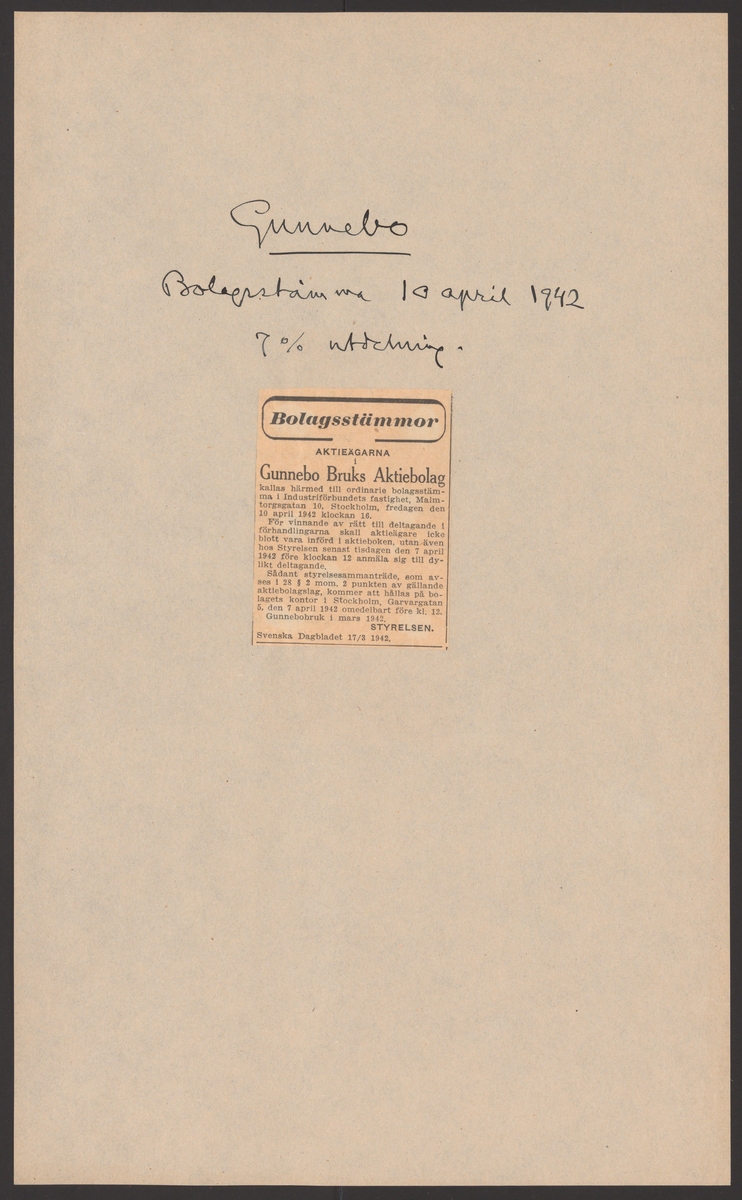 Gunnebo
Bolagsstämma 10 april 1942
7 % utdelning.
Bolagsstämmor
AKTIEÄGARNA
i
Gunnebo Bruks Aktiebolag
kallas härmed till ordinarie bolagsstäm-
ma i Industriförbundets fastighet, Malm-
torgsgatan 10, Stockholm, fredagen den
10 april 1942 klockan 16.
För vinnande av rätt till deltagande i
förhandlingarna skall aktieägare icke
blott vara införd i aktieboken, utan även
hos Styrelsen senast tisdagen den 7 april
1942 före klockan 12 anmäla sig till dy-
likt deltagande.
Sådant styrelsesammanträde, som av-
ses i 28 § 2 mom. 2 punkten av gällande
aktiebolagslag, kommer att hållas på bo-
lagets kontor i Stockholm, Garvargatan
5, den 7 april 1942 omedelbart före kl. 12.
Gunnebobruk i mars 1942.
STYRELSEN.
Svenska Dagbladet 17/3 1942.